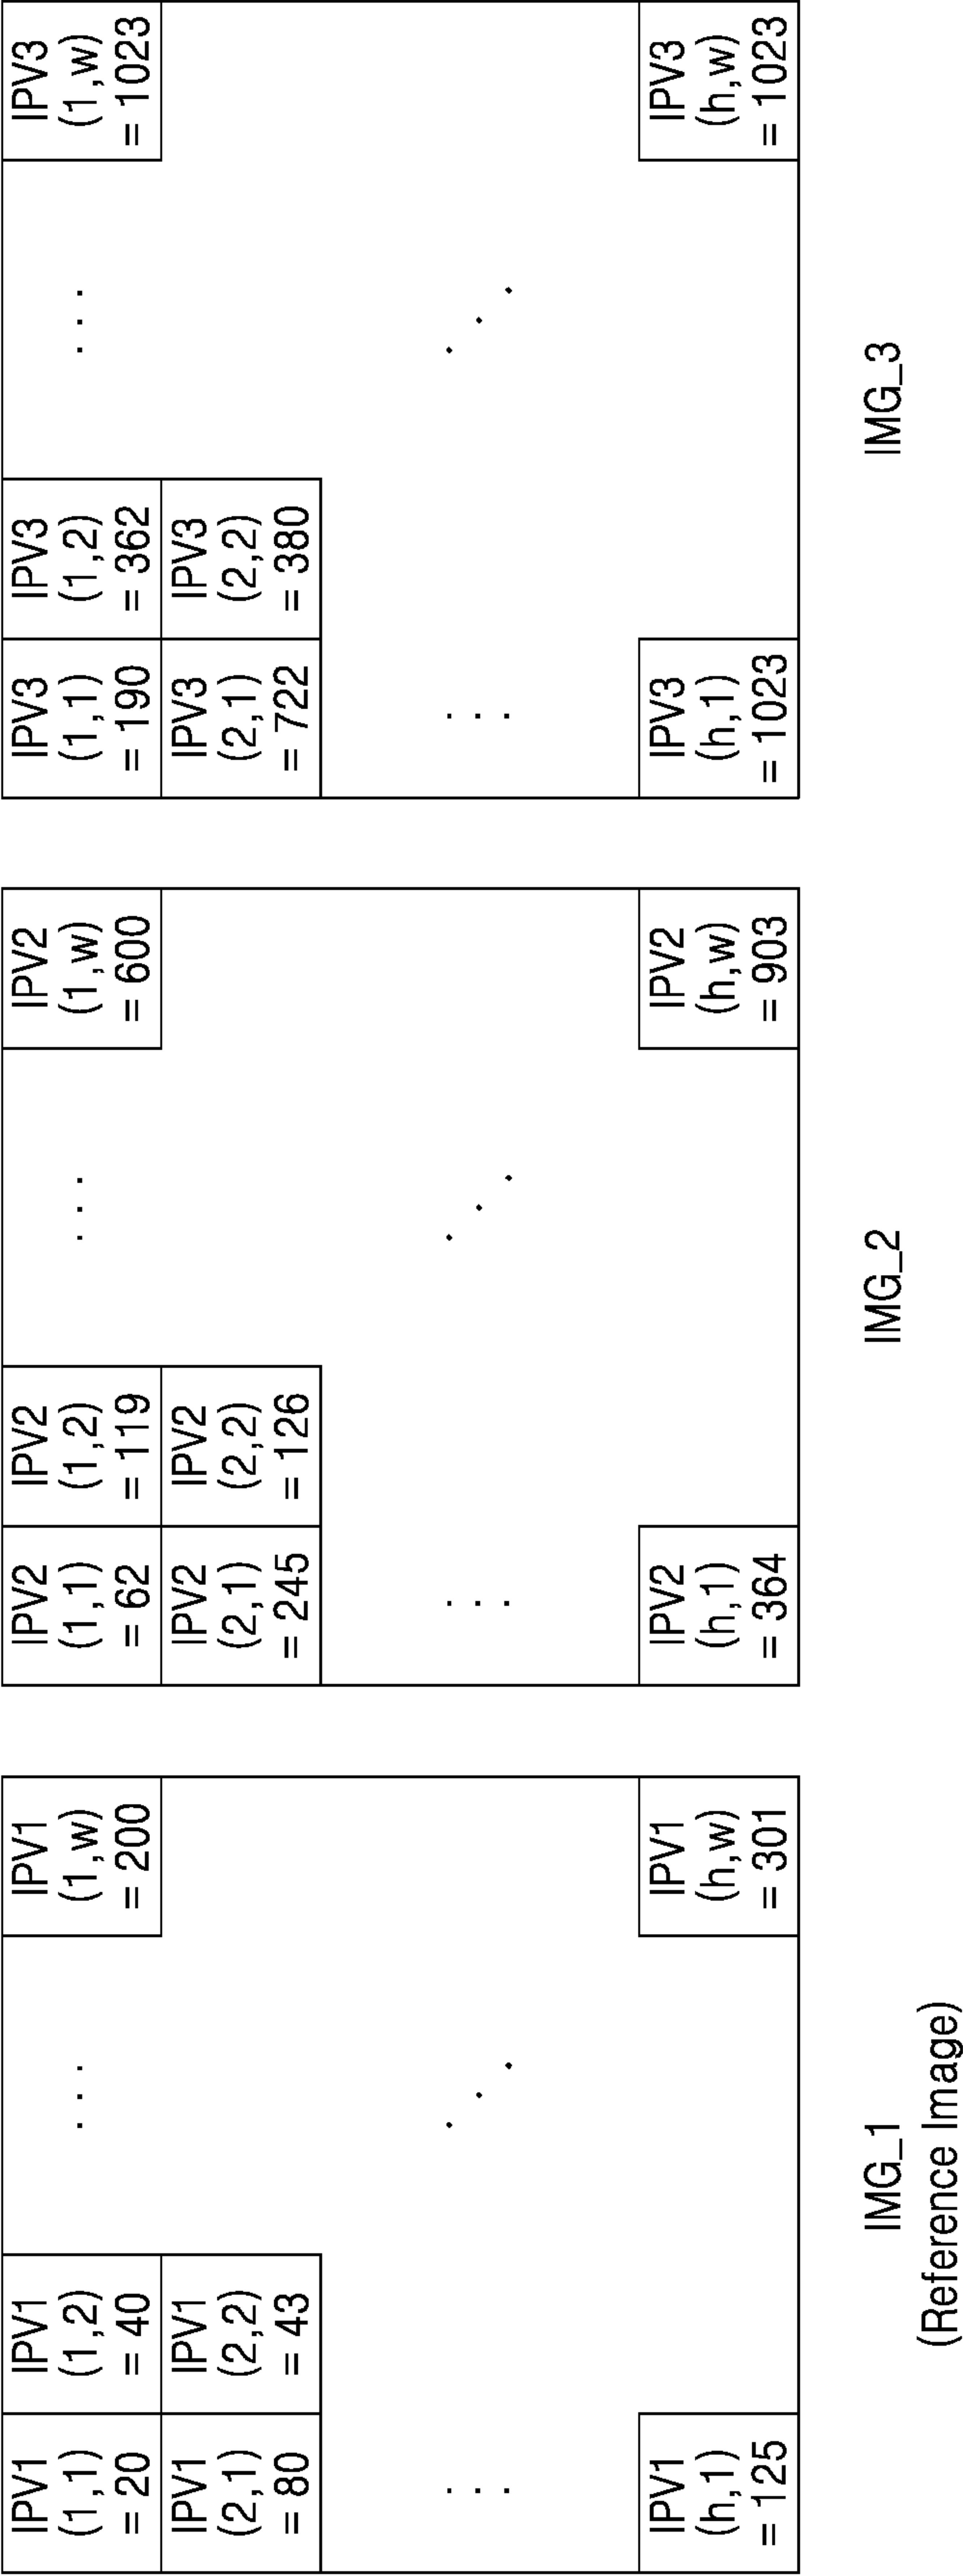 IPV1
(1,1)
= 20
IPV1
(1,2)
= 40
. . .
IPV1
(1,w)
= 200
IPV1
(2,1)
= 80
IPV1
(2,2)
= 43
. . .
. . .
IPV1
(h,1)
= 125
IPV1
(h,w)
= 301
IMG_1
(Reference Image)
IPV2
(1,1)
= 62
IPV2
(1,2)
= 119
. . .
IPV2
(1,w)
= 600
IPV2
(2,1)
= 245
IPV2
(2,2)
= 126
. . .
. . .
IPV2
(h,1)
= 364
IPV2
(h,w)
= 903
IMG_2
IPV3
(1,1)
= 190
IPV3
(1,2)
= 362
. . .
IPV3
(1,w)
= 1023
IPV3
(2,1)
= 722
IPV3
(2,2)
= 380
. . .
. . .
IPV3
(h,1)
= 1023
IPV3
(h,w)
= 1023
IMG_3